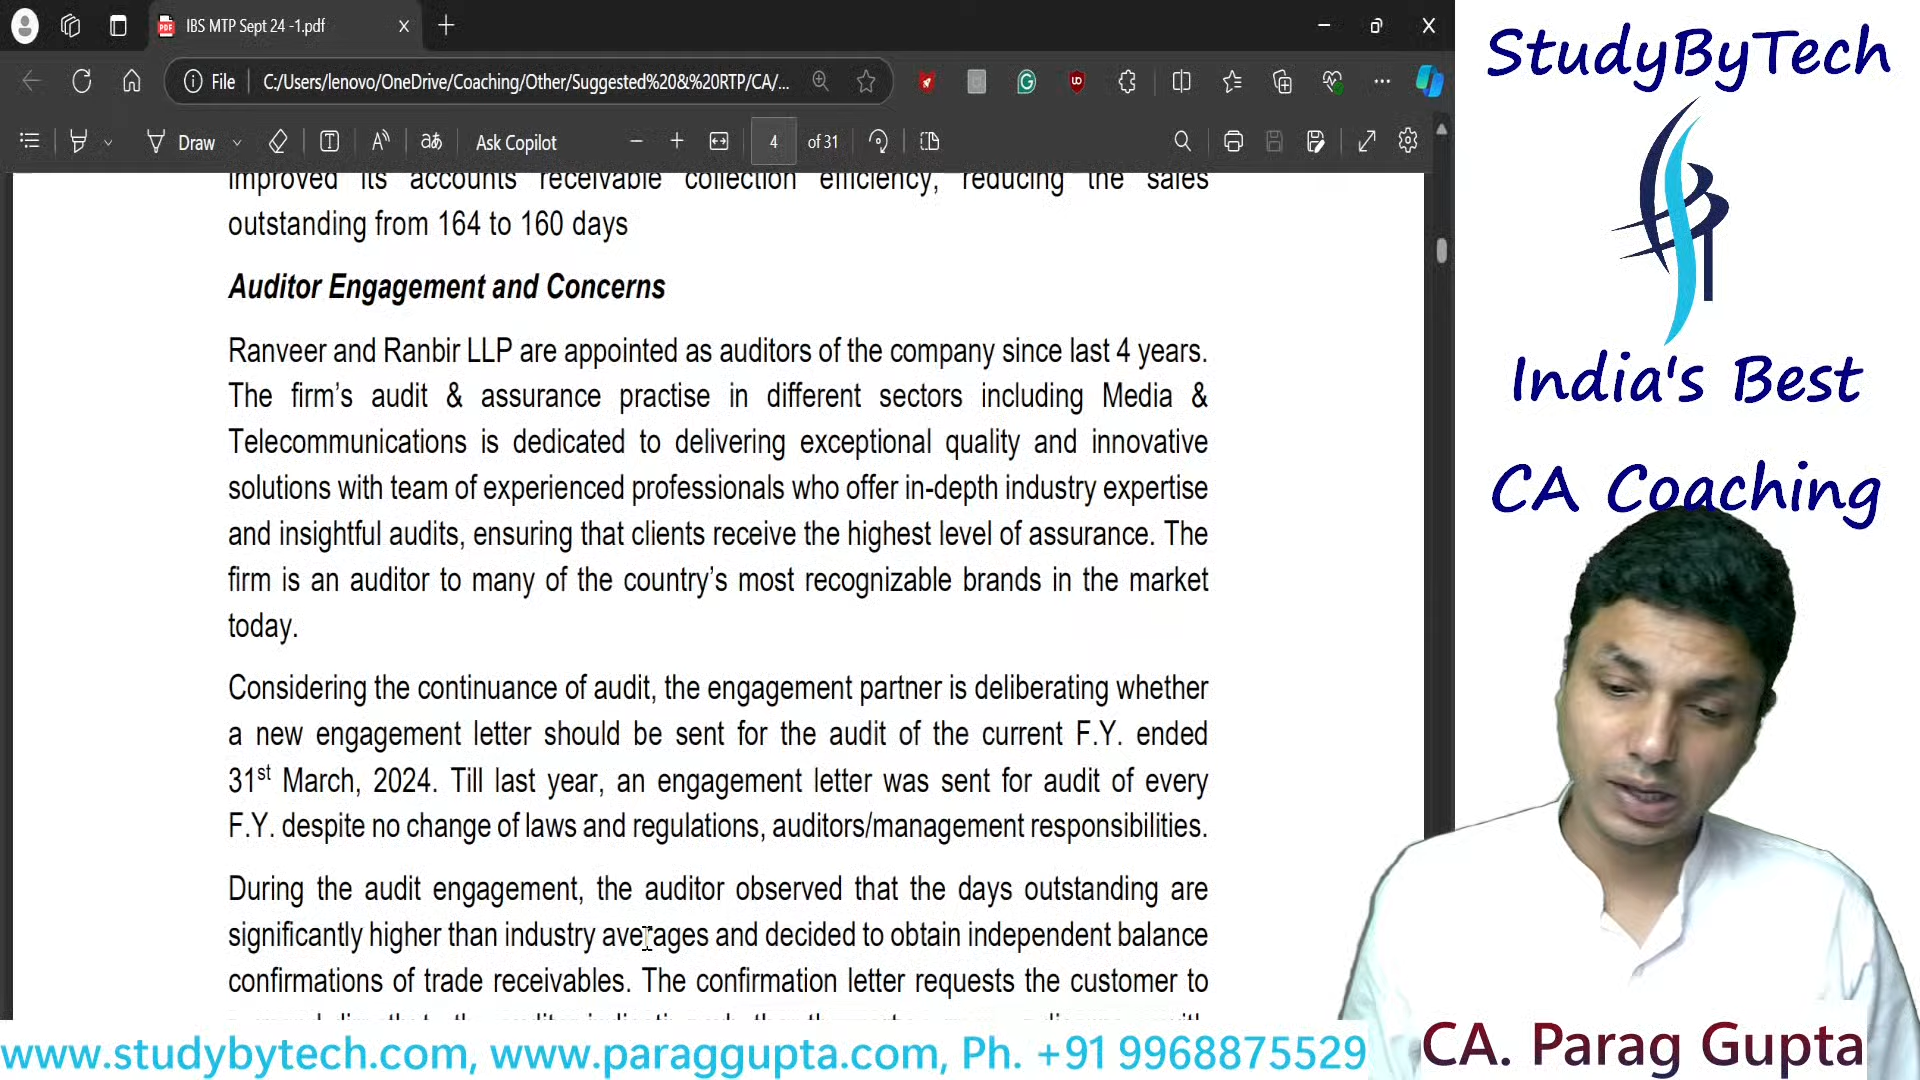 IBS MTP Sept 24 -1.pdf
File
C:/Users/lenovo/OneDrive/Coaching/Other/Suggested%20&%20RTP/CA/...
Draw
Ask Copilot
4
of 31
improved its accounts receivable collection efficiency, reducing the sales
outstanding from 164 to 160 days
Auditor Engagement and Concerns
Ranveer and Ranbir LLP are appointed as auditors of the company since last 4 years.
The firm's audit & assurance practise in different sectors including Media &
Telecommunications is dedicated to delivering exceptional quality and innovative
solutions with team of experienced professionals who offer in-depth industry expertise
and insightful audits, ensuring that clients receive the highest level of assurance. The
firm is an auditor to many of the country's most recognizable brands in the market
today.
Considering the continuance of audit, the engagement partner is deliberating whether
a new engagement letter should be sent for the audit of the current F.Y. ended
31st March, 2024. Till last year, an engagement letter was sent for audit of every
F.Y. despite no change of laws and regulations, auditors/management responsibilities.
During the audit engagement, the auditor observed that the days outstanding are
significantly higher than industry averages and decided to obtain independent balance
confirmations of trade receivables. The confirmation letter requests the customer to
StudyByTech
India's Best
CA Coaching
www.studybytech.com, www.paraggupta.com, Ph. +91 9968875529
CA. Parag Gupta